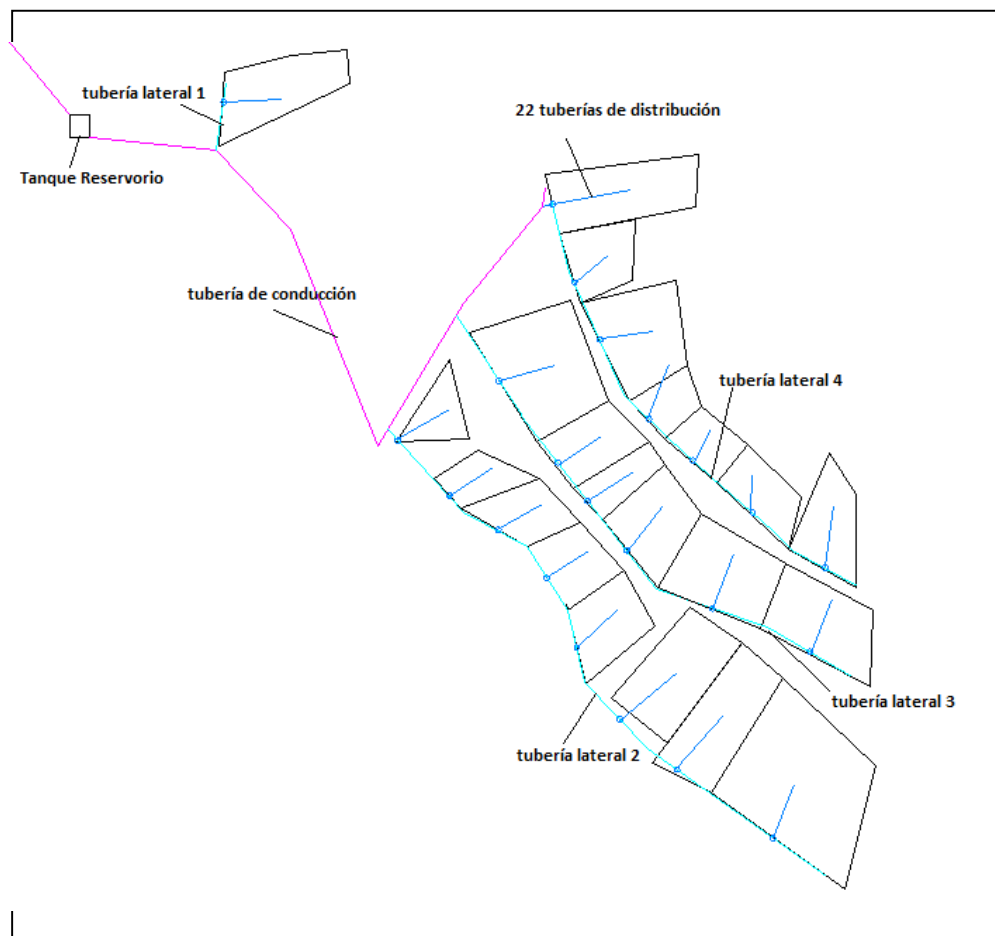 tubería lateral 1
22 tuberías de distribución
Tanque Reservorio
tubería de conducción
tubería lateral 4
tubería lateral 3
tubería lateral 2